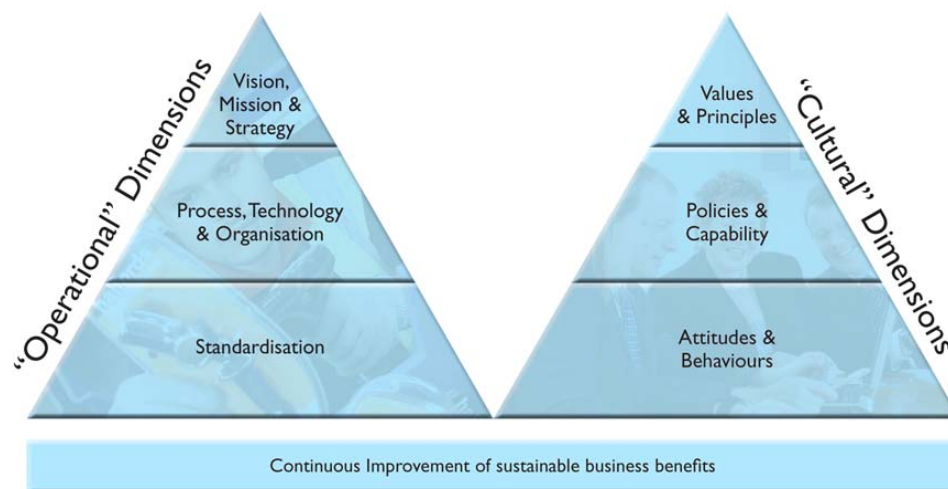 "Operational" Dimensions
Vision,
Mission &
Strategy
Process, Technology
& Organisation
Standardisation
Values
& Principles
Policies &
Capability
Attitudes &
Behaviours
"Cultural" Dimensions
Continuous Improvement of sustainable business benefits